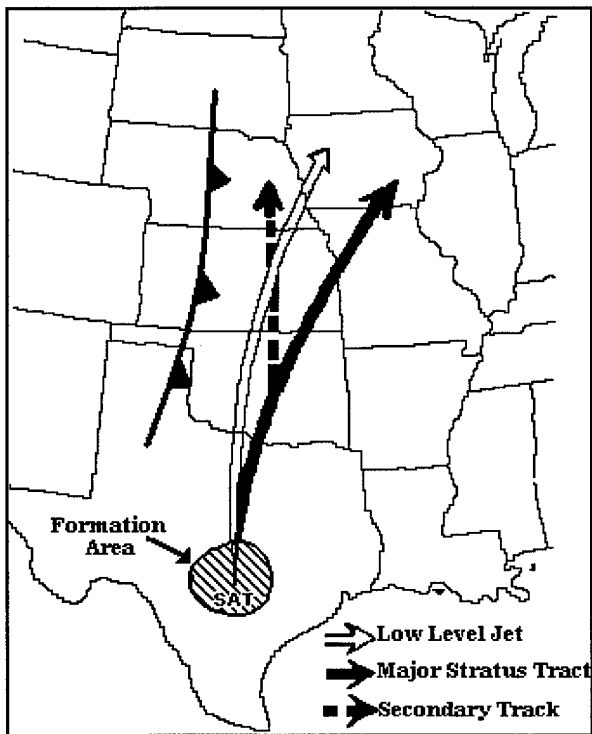 Formation
Area
SAT
Low Level Jet
Major Stratus Tract
Secondary Track